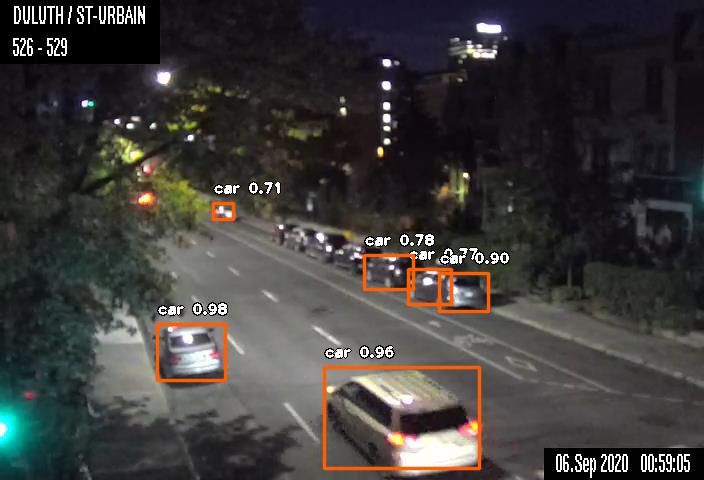 DULUTH / ST-URBAIN
526 - 529
car 0.71
car 0.78
car 0.77
car 0.90
car 0.98
car 0.96
06.Sep 2020 00:59:05